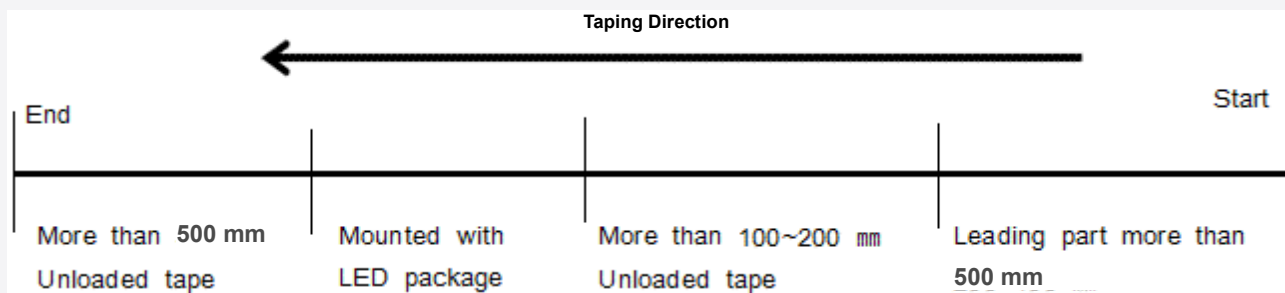 Taping Direction
End
Start
More than 500 mm
Unloaded tape
Mounted with
LED package
More than 100~200 ㎜
Unloaded tape
Leading part more than
500 mm